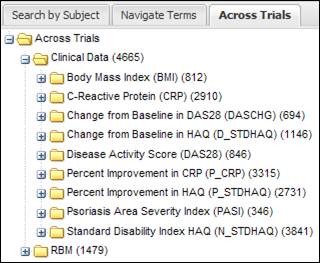 Search by Subject Navigate Terms Across Trials
Across Trials
Clinical Data (4665)
Body Mass Index (BMI) (812)
C-Reactive Protein (CRP) (2910)
Change from Baseline in DAS28 (DASCHG) (694)
Change from Baseline in HAQ (D_STDHAQ) (1146)
Disease Activity Score (DAS28) (846)
Percent Improvement in CRP (P_CRP) (3315)
Percent Improvement in HAQ (P_STDHAQ) (2731)
Psoriasis Area Severity Index (PASI) (346)
Standard Disability Index HAQ (N_STDHAQ) (3841)
RBM (1479)